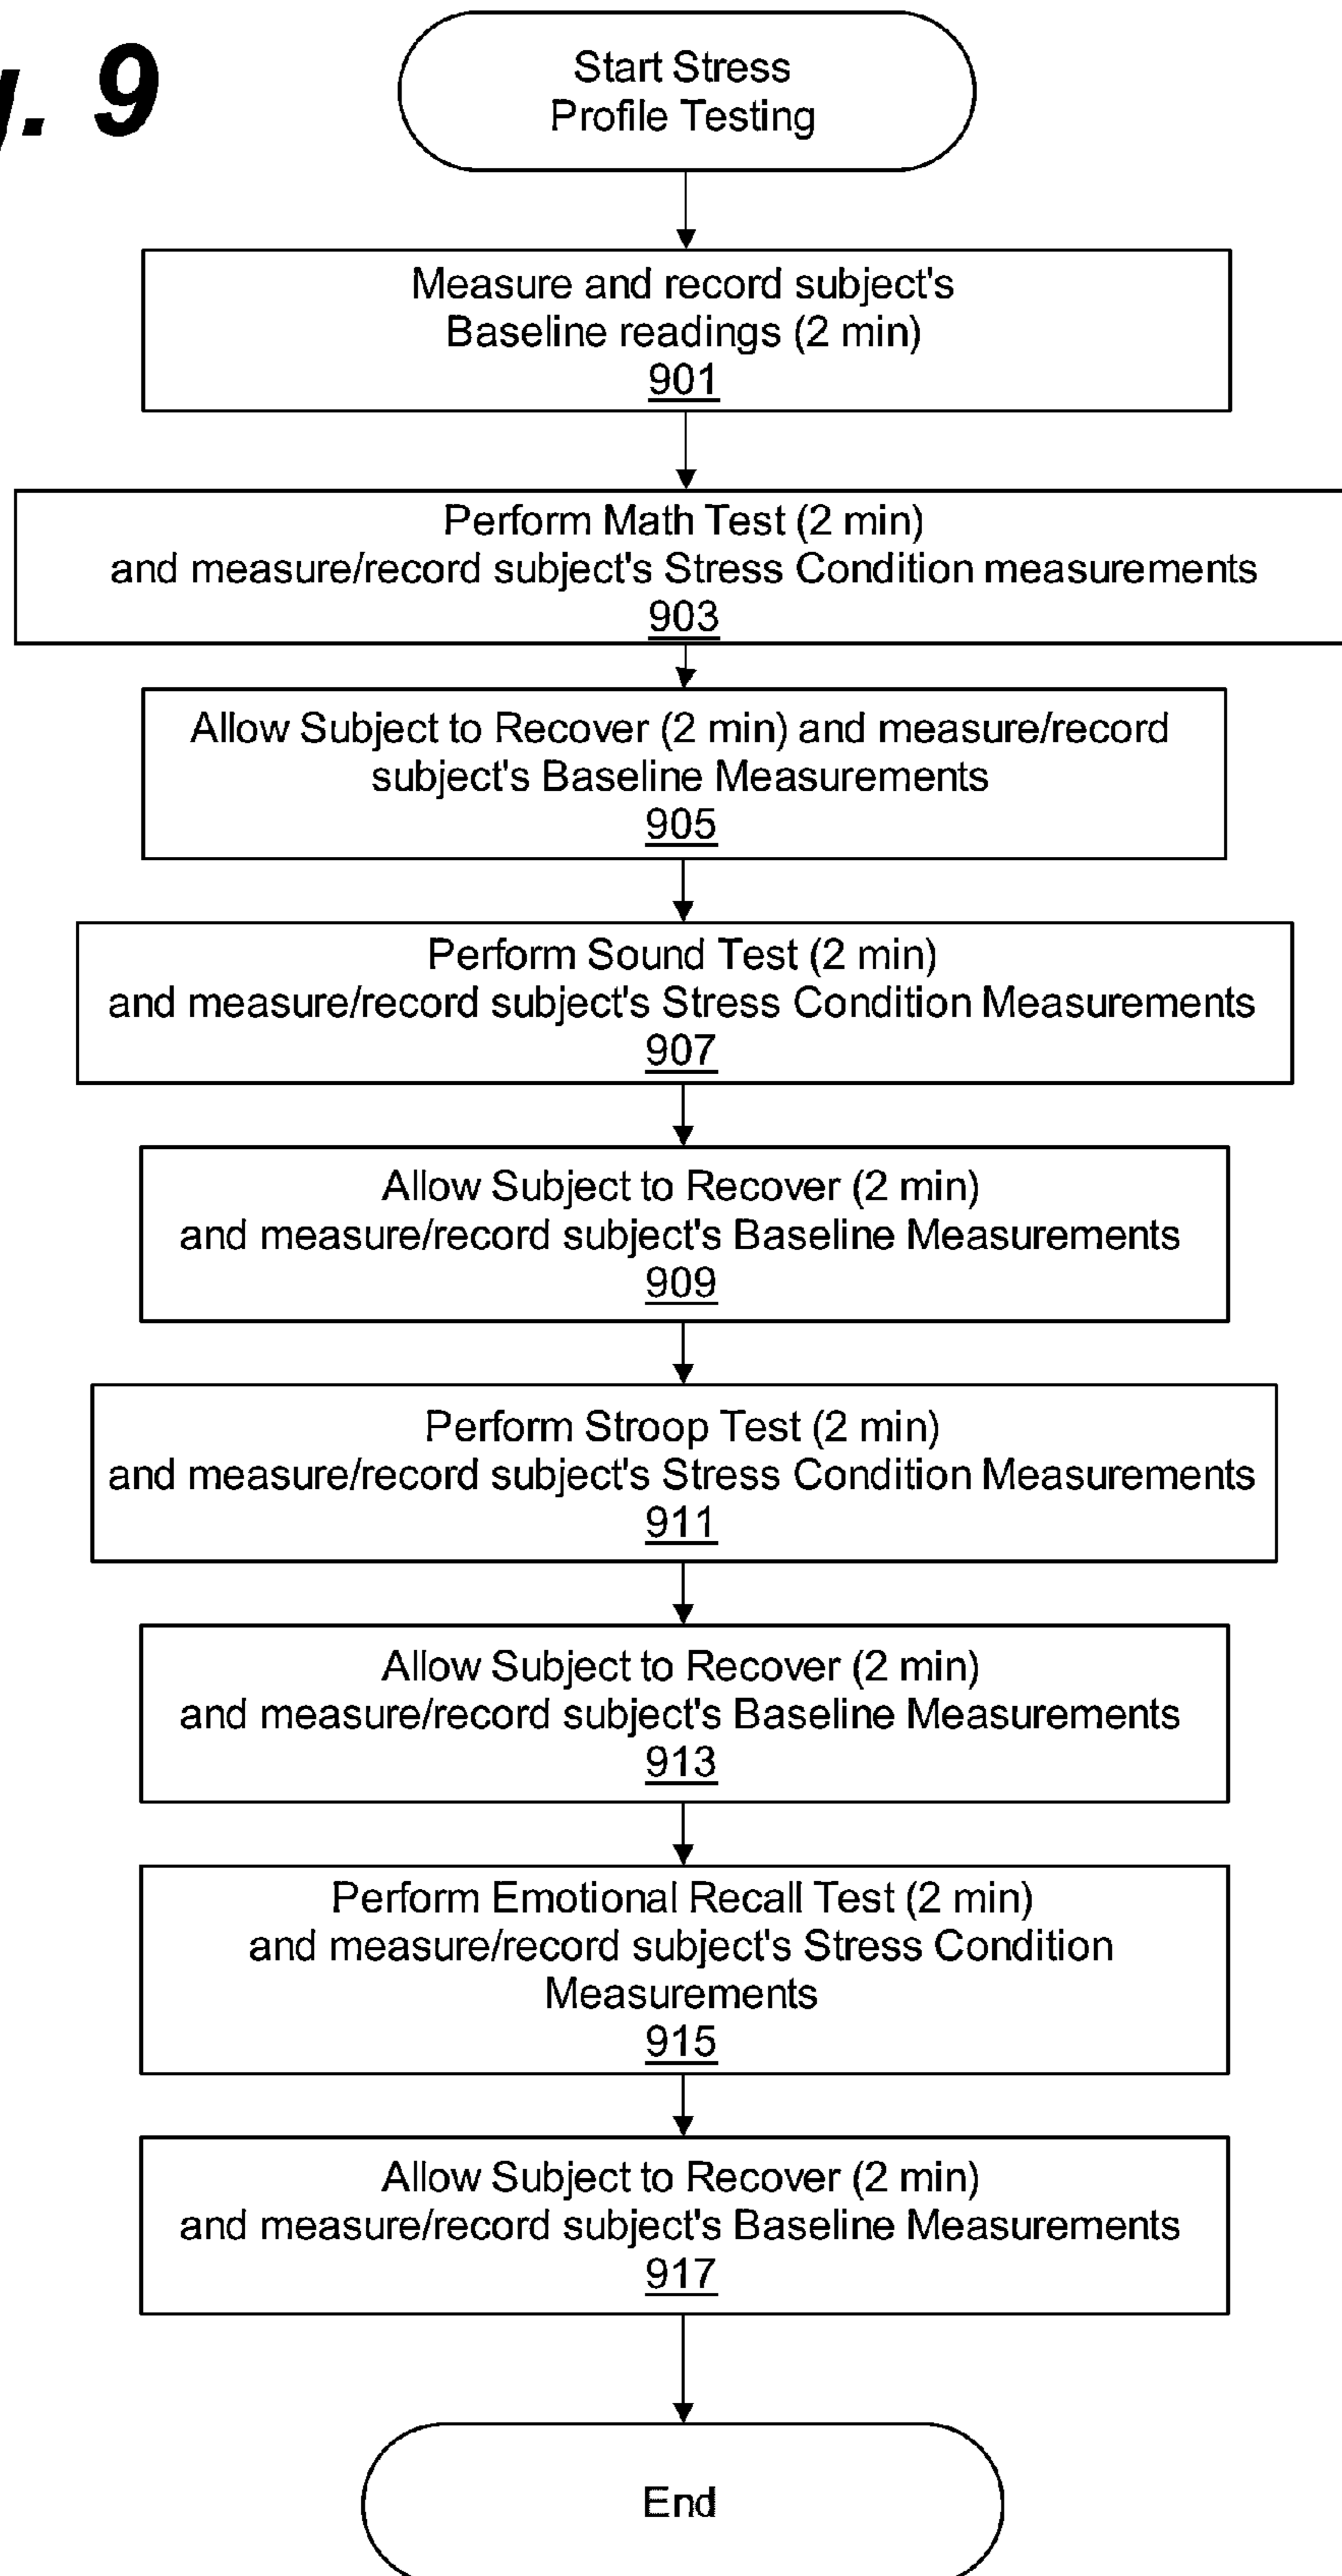 g. 9
Start Stress
Profile Testing
Measure and record subject's
Baseline readings (2 min)
901
Perform Math Test (2 min)
and measure/record subject's Stress Condition measurements
903
Allow Subject to Recover (2 min) and measure/record
subject's Baseline Measurements
905
Perform Sound Test (2 min)
and measure/record subject's Stress Condition Measurements
907
Allow Subject to Recover (2 min)
and measure/record subject's Baseline Measurements
909
Perform Stroop Test (2 min)
and measure/record subject's Stress Condition Measurements
911
Allow Subject to Recover (2 min)
and measure/record subject's Baseline Measurements
913
Perform Emotional Recall Test (2 min)
and measure/record subject's Stress Condition
Measurements
915
Allow Subject to Recover (2 min)
and measure/record subject's Baseline Measurements
917
End